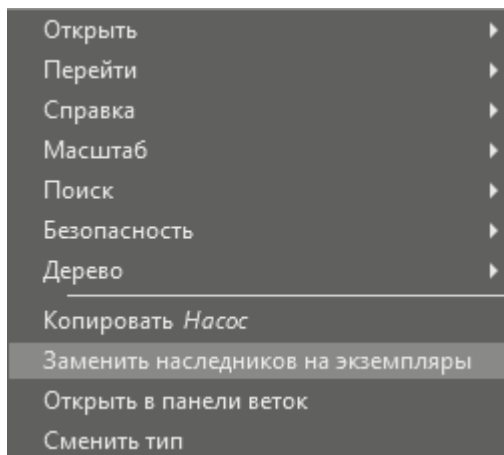 Открыть
Перейти
Справка
Масштаб
Поиск
Безопасность
Дерево
Копировать Насос
Заменить наследников на экземпляры
Открыть в панели веток
Сменить тип